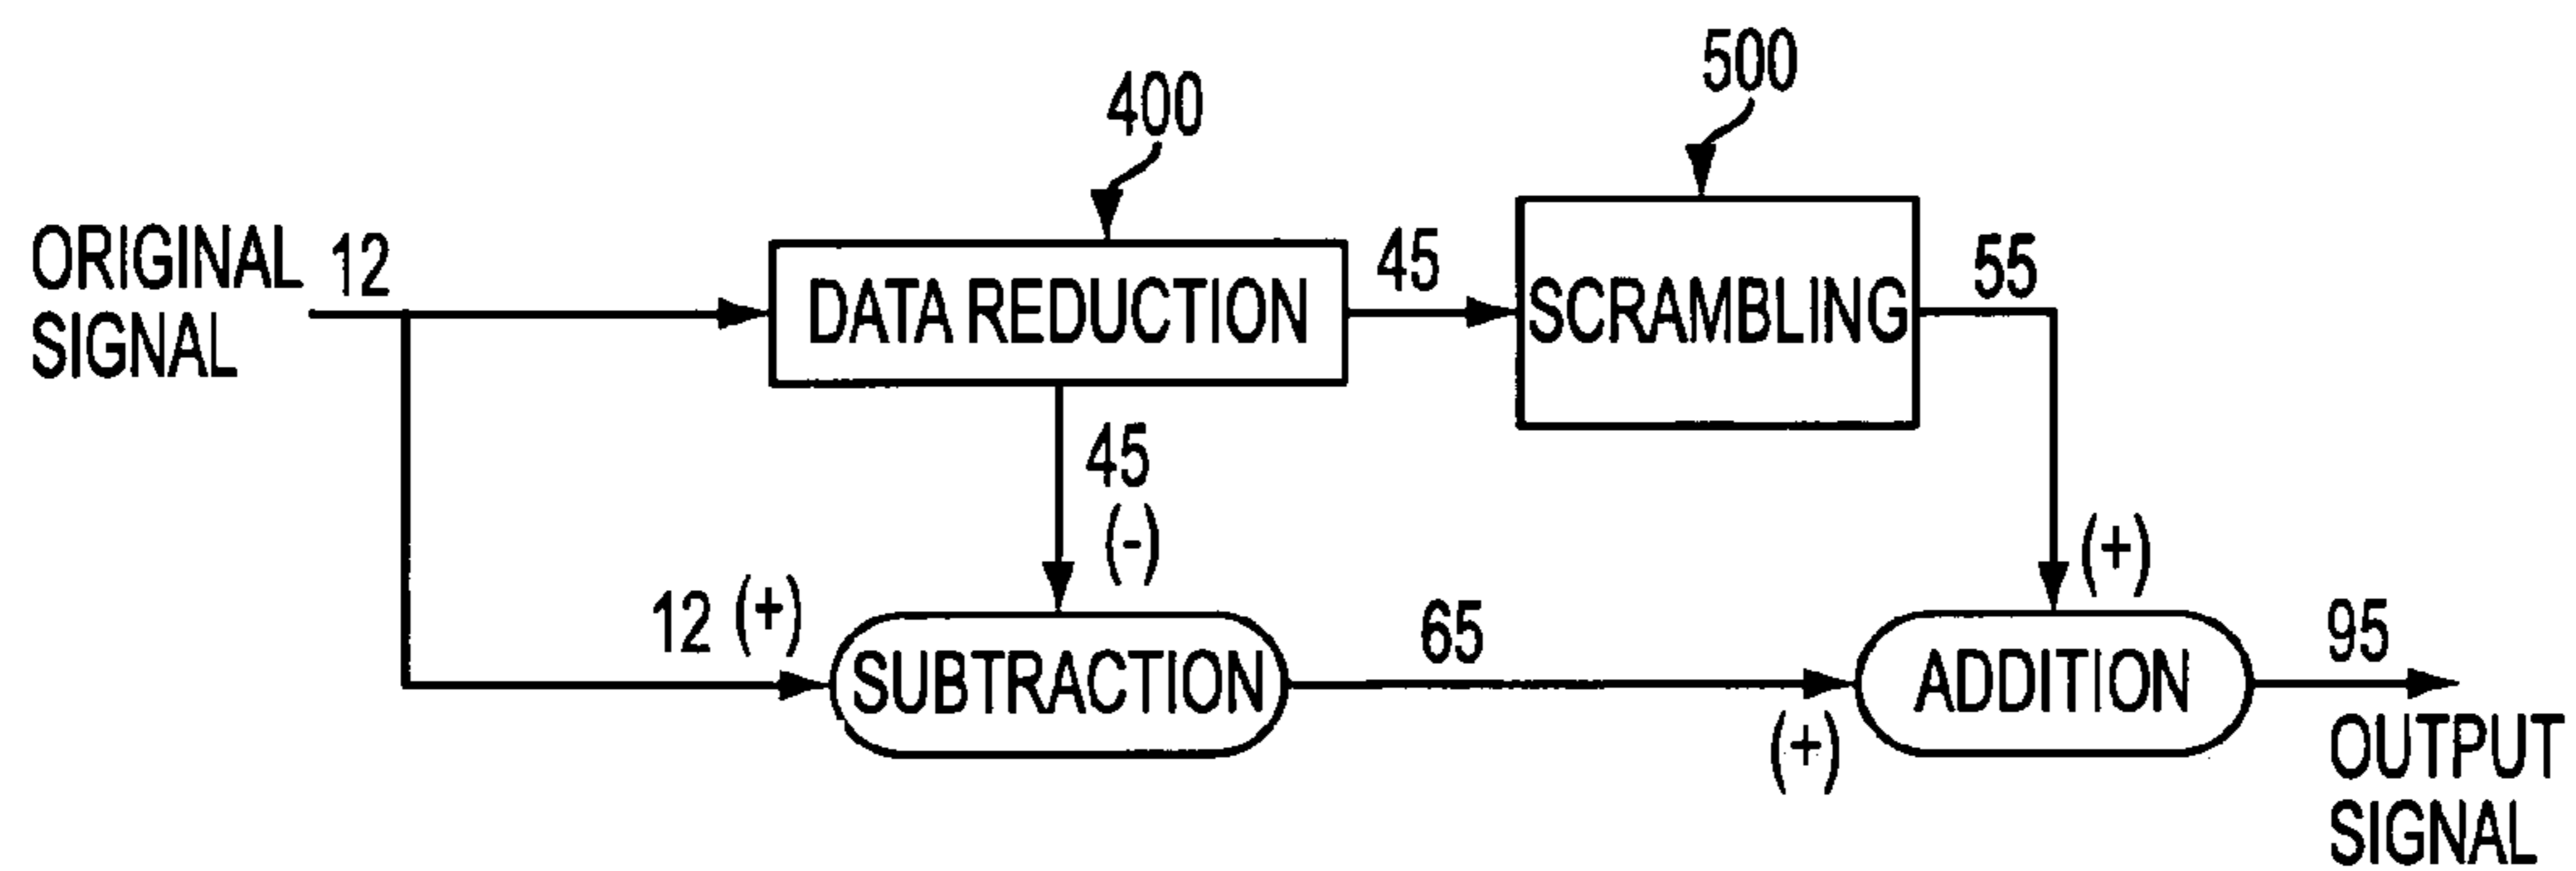 500
400
ORIGINAL
SIGNAL
12
DATA REDUCTION
45
SCRAMBLING
55
45
(-)
12 (+)
SUBTRACTION
65
(+)
(+)
ADDITION
95
OUTPUT
SIGNAL